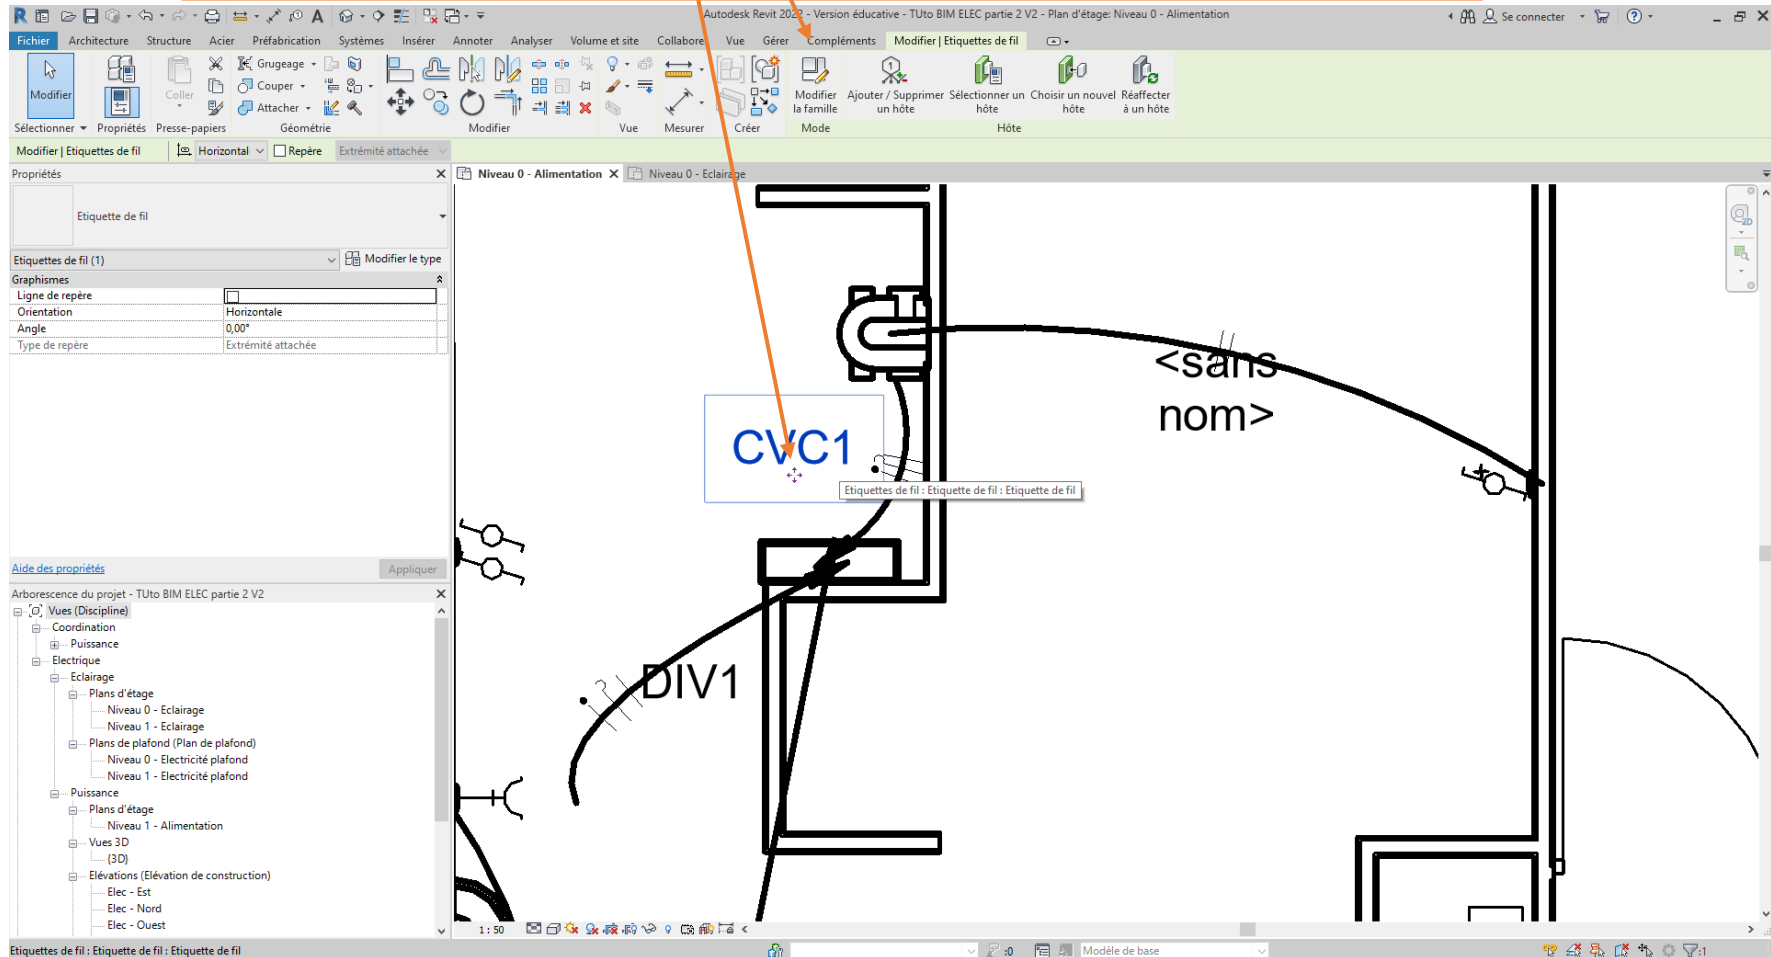 Autodesk Revit 2022 - Version éducative - TUto BIM ELEC partie 2 V2 - Plan d'étage: Niveau 0 - Alimentation
Se connecter
Fichier Architecture Structure Acier Préfabrication Systèmes Insérer Annoter Analyser Volume et site Collabore Vue Gérer Compléments Modifier | Etiquettes de fil
Modifier
Coller
Grugeage
Couper
Attacher
Modifier la famille
Ajouter / Supprimer un hôte
Sélectionner un hôte
Choisir un nouvel hôte
Réaffecter à un hôte
Sélectionner Propriétés Presse-papiers Géométrie Modifier Vue Mesurer Créer Mode Hôte
Modifier | Etiquettes de fil Horizontal Repère Extrémité attachée
Propriétés
Niveau 0 - Alimentation Niveau 0 - Eclairage
Etiquette de fil
Etiquettes de fil (1) Modifier le type
Graphismes
Ligne de repère
Orientation Horizontale
Angle 0,00°
Type de repère Extrémité attachée
Aide des propriétés Appliquer
Arborescence du projet - TUto BIM ELEC partie 2 V2
Vues (Discipline)
Coordination
Puissance
Electrique
Eclairage
Plans d'étage
Niveau 0 - Eclairage
Niveau 1 - Eclairage
Plans de plafond (Plan de plafond)
Niveau 0 - Electricité plafond
Niveau 1 - Electricité plafond
Puissance
Plans d'étage
Niveau 1 - Alimentation
Vues 3D
{3D}
Elévations (Elévation de construction)
Elec - Est
Elec - Nord
Elec - Ouest
<sans
nom>
CVC1
Etiquettes de fil : Etiquette de fil : Etiquette de fil
DIV1
2D
1 : 50
Etiquettes de fil : Etiquette de fil : Etiquette de fil
:0
Modèle de base
:1